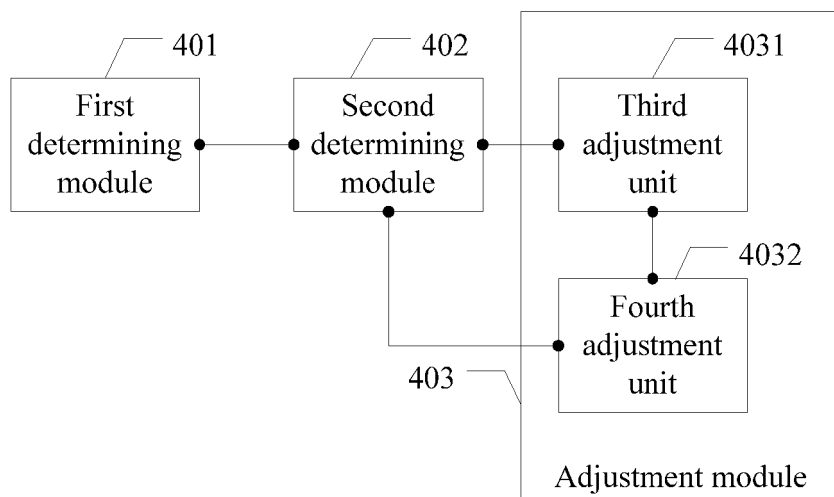 401
402
4031
First
determining
module
Second
determining
module
Third
adjustment
unit
4032
Fourth
adjustment
unit
403
Adjustment module